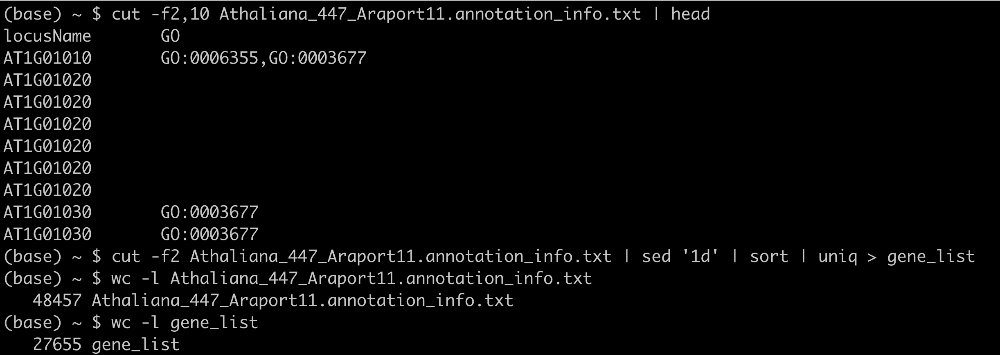 (base) ~ $ cut -f2,10 Athaliana_447_Araport11.annotation_info.txt | head
locusName       GO
AT1G01010       GO:0006355,GO:0003677
AT1G01020
AT1G01020
AT1G01020
AT1G01020
AT1G01020
AT1G01020
AT1G01030       GO:0003677
AT1G01030       GO:0003677
(base) ~ $ cut -f2 Athaliana_447_Araport11.annotation_info.txt | sed '1d' | sort | uniq > gene_list
(base) ~ $ wc -l Athaliana_447_Araport11.annotation_info.txt
   48457 Athaliana_447_Araport11.annotation_info.txt
(base) ~ $ wc -l gene_list
   27655 gene_list